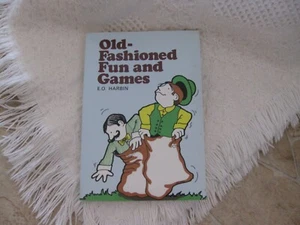 Old-
Fashioned
Fun and
Games
E.O. HARBIN